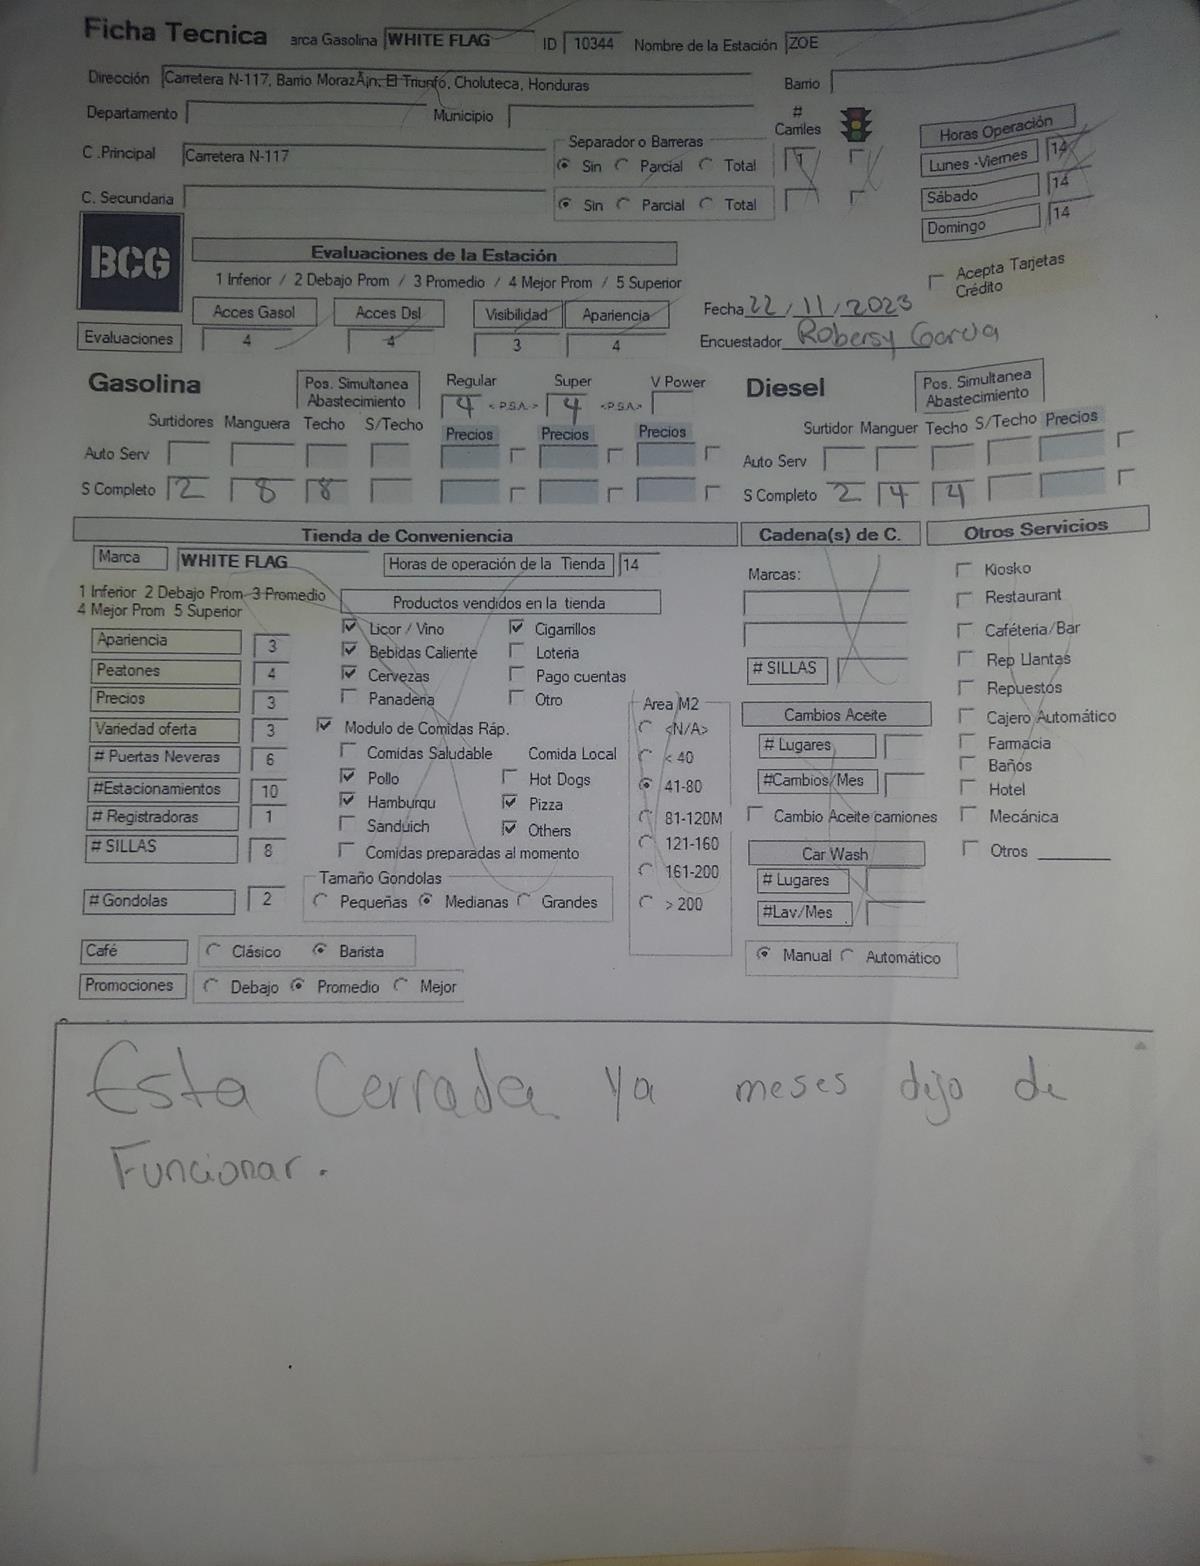 Ficha Tecnica arca Gasolina WHITE FLAG ID 10344 Nombre de la Estación ZOE
Dirección Carretera N-117, Barrio MorazÃ¡n, El Triunfo, Choluteca, Honduras Barrio
Departamento Municipio # Carriles Horas Operación
C .Principal Carretera N-117 Separador o Barreras Sin Parcial Total 1 Lunes -Viernes 14
C. Secundaria Sin Parcial Total Sábado 14
Domingo 14
BCG
Evaluaciones de la Estación
1 Inferior / 2 Debajo Prom / 3 Promedio / 4 Mejor Prom / 5 Superior
Acepta Tarjetas Crédito
Acces Gasol Acces Dsl Visibilidad Apariencia Fecha 22/11/2023
Evaluaciones 4 4 3 4 Encuestador Robersy Garcia
Gasolina Pos. Simultanea Abastecimiento Regular Super V Power Diesel Pos. Simultanea Abastecimiento
4 <P.S.A.> 4 <P.S.A.>
Surtidores Manguera Techo S/Techo Precios Precios Precios Surtidor Manguer Techo S/Techo Precios
Auto Serv Auto Serv
S Completo 2 8 8 S Completo 2 4 4
Tienda de Conveniencia Cadena(s) de C. Otros Servicios
Marca WHITE FLAG Horas de operación de la Tienda 14 Marcas: Kiosko
1 Inferior 2 Debajo Prom 3 Promedio
4 Mejor Prom 5 Superior
Productos vendidos en la tienda Restaurant
Apariencia 3 Licor / Vino Cigarrillos Caféteria/Bar
Bebidas Caliente Loteria
Peatones 4 Cervezas Pago cuentas # SILLAS Rep Llantas
Precios 3 Panaderia Otro Area M2 Repuestos
Variedad oferta 3 Modulo de Comidas Ráp. <N/A> Cambios Aceite Cajero Automático
# Puertas Neveras 6 Comidas Saludable Comida Local < 40 # Lugares Farmacia
Baños
#Estacionamientos 10 Pollo Hot Dogs 41-80 #Cambios/Mes Hotel
# Registradoras 1 Hamburqu Pizza 81-120M Cambio Aceite camiones Mecánica
Sanduich Others
# SILLAS 8 Comidas preparadas al momento 121-160 Car Wash Otros
Tamaño Gondolas 161-200 # Lugares
# Gondolas 2 Pequeñas Medianas Grandes > 200 #Lav/Mes
Café Clásico Barista Manual Automático
Promociones Debajo Promedio Mejor
Esta Cerrada ya meses dijo de
Funcionar.